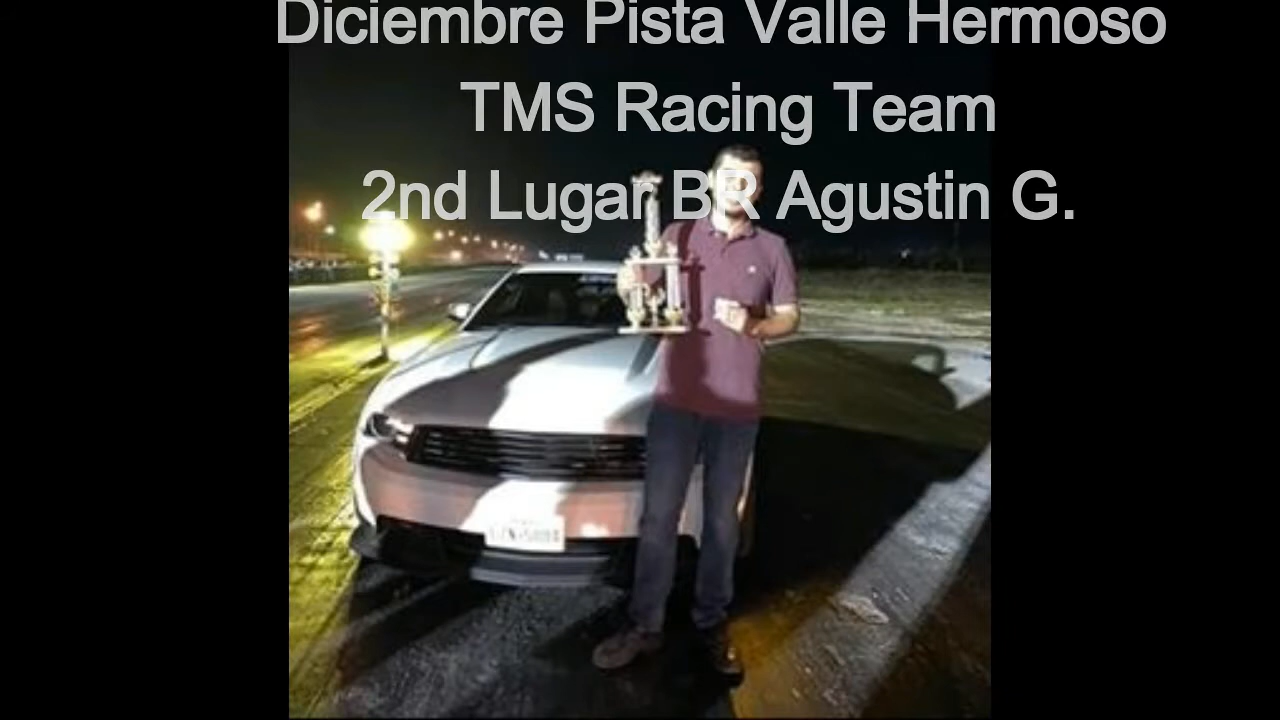 Diciembre Pista Valle Hermoso
TMS Racing Team
2nd Lugar BR Agustin G.